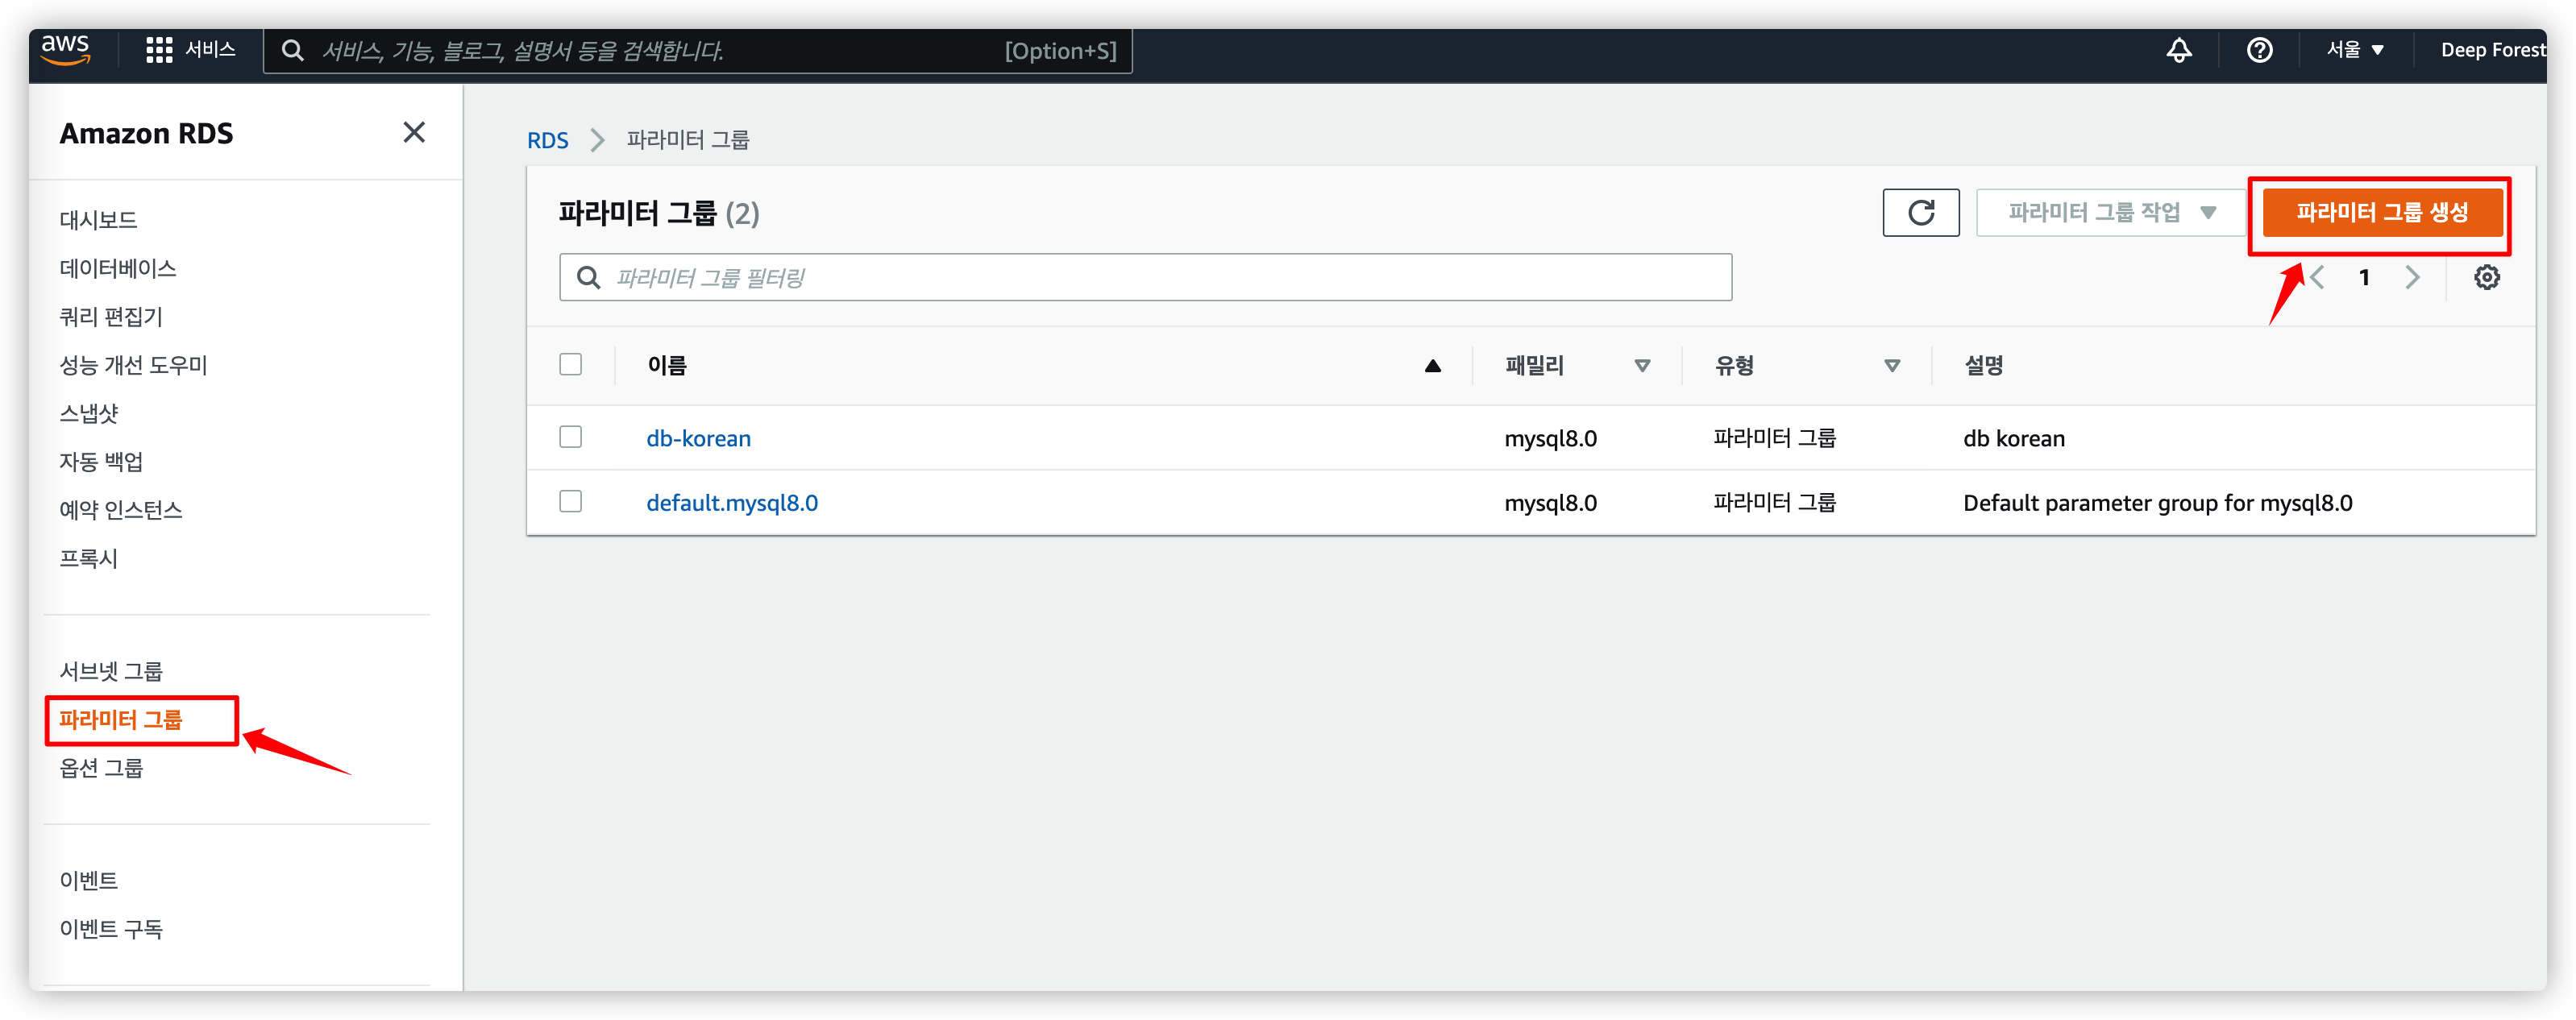 aws
서비스
서비스, 기능, 블로그, 설명서 등을 검색합니다.
[Option+S]
서울
Deep Forest
Amazon RDS
대시보드
데이터베이스
쿼리 편집기
성능 개선 도우미
스냅샷
자동 백업
예약 인스턴스
프록시
서브넷 그룹
파라미터 그룹
옵션 그룹
이벤트
이벤트 구독
RDS
파라미터 그룹
파라미터 그룹 (2)
파라미터 그룹 작업
파라미터 그룹 생성
파라미터 그룹 필터링
1
이름 패밀리 유형 설명
db-korean mysql8.0 파라미터 그룹 db korean
default.mysql8.0 mysql8.0 파라미터 그룹 Default parameter group for mysql8.0